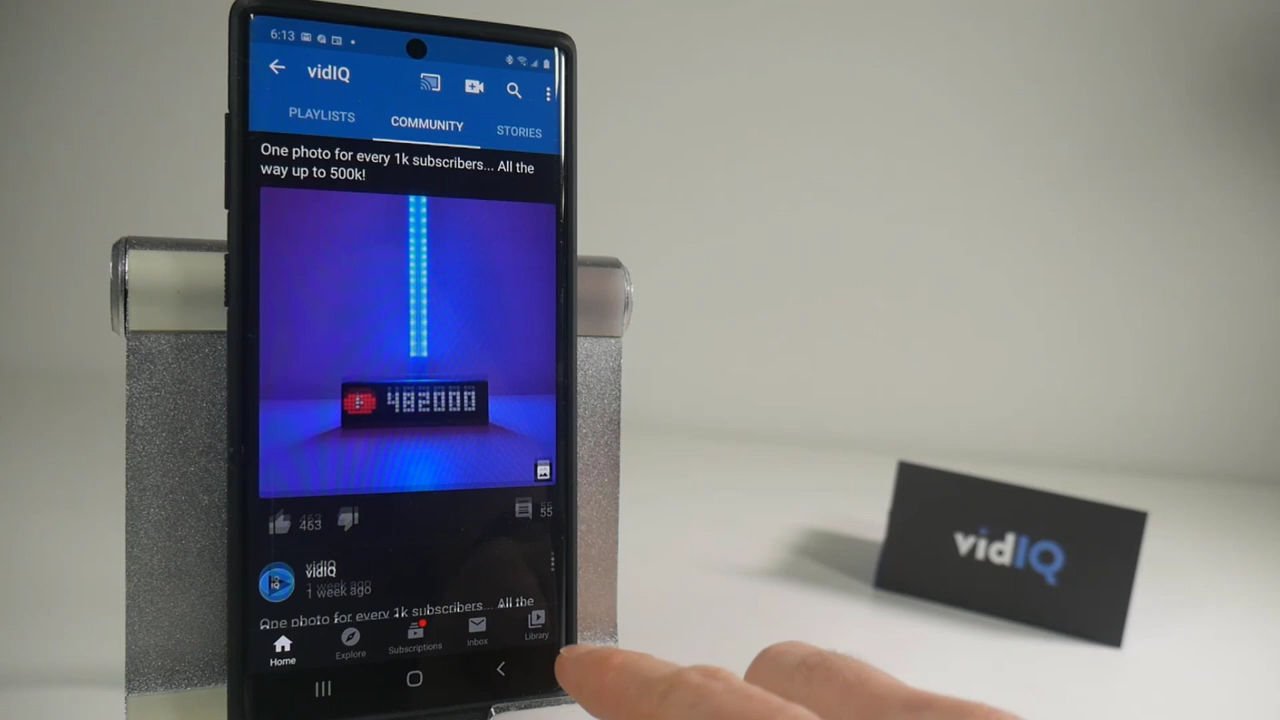 6:13
vidIQ
PLAYLISTS
COMMUNITY
STORIES
One photo for every 1k subscribers... All the
way up to 500k!
482000
463
55
vidIQ
1 week ago
One photo for every 1k subscribers... All the
Home
Explore
Subscriptions
Inbox
Library
vidIQ